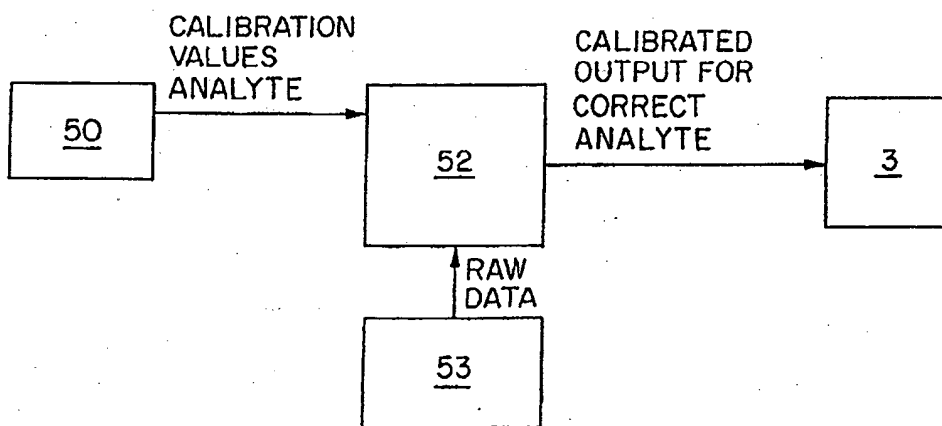 CALIBRATION
VALUES
ANALYTE
CALIBRATED
OUTPUT FOR
CORRECT
ANALYTE
50
52
3
RAW
DATA
53